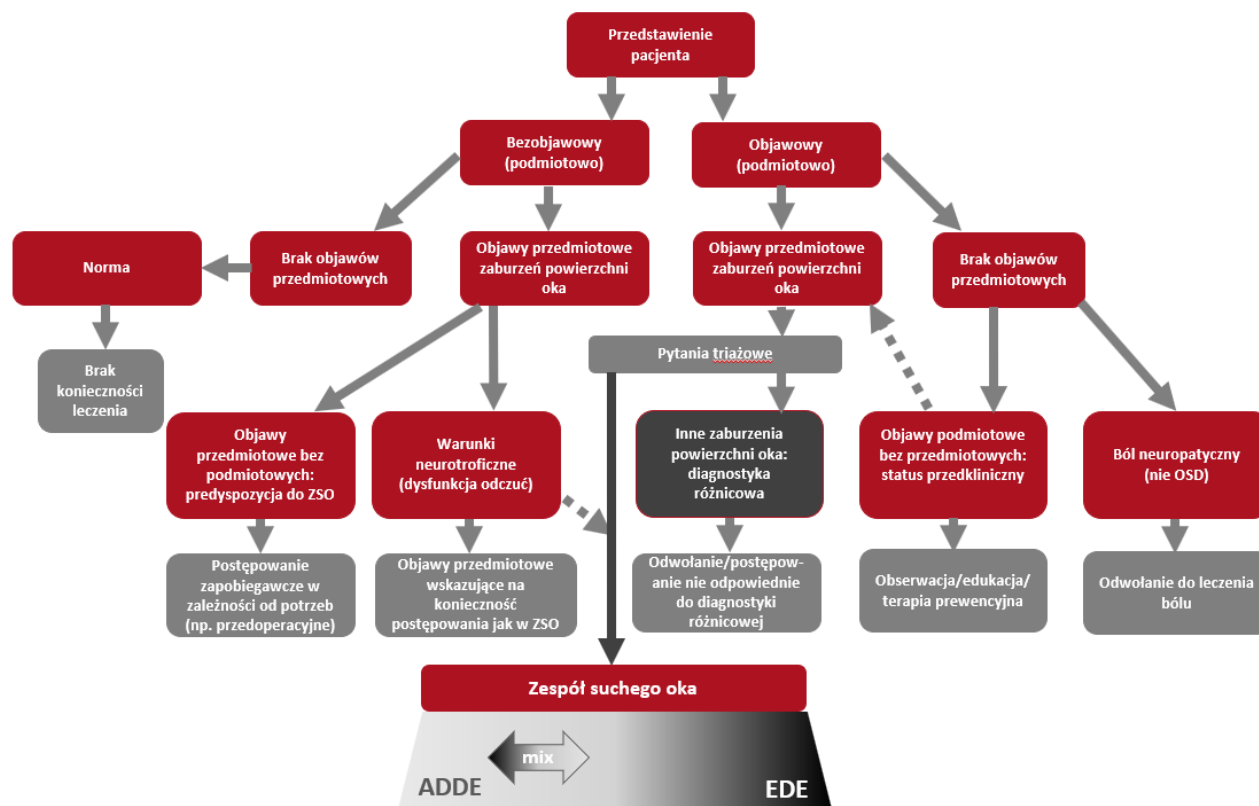 Przedstawienie
pacjenta
Bezobjawowy
(podmiotowo)
Objawowy
(podmiotowo)
Norma
Brak objawów
przedmiotowych
Objawy przedmiotowe
zaburzeń powierzchni
oka
Objawy przedmiotowe
zaburzeń powierzchni
oka
Brak objawów
przedmiotowych
Brak
konieczności
leczenia
Pytania triażowe
Objawy
przedmiotowe bez
podmiotowych:
predyspozycja do ZSO
Warunki
neurotroficzne
(dysfunkcja odczuć)
Inne zaburzenia
powierzchni oka:
diagnostyka
różnicowa
Objawy podmiotowe
bez przedmiotowych:
status przedkliniczny
Ból neuropatyczny
(nie OSD)
Postępowanie
zapobiegawcze w
zależności od potrzeb
(np. przedoperacyjne)
Objawy przedmiotowe
wskazujące na
konieczność
postępowania jak w ZSO
Odwołanie/postępow-
anie nie odpowiednie
do diagnostyki
różnicowej
Obserwacja/edukacja/
terapia prewencyjna
Odwołanie do leczenia
bólu
Zespół suchego oka
mix
ADDE
EDE